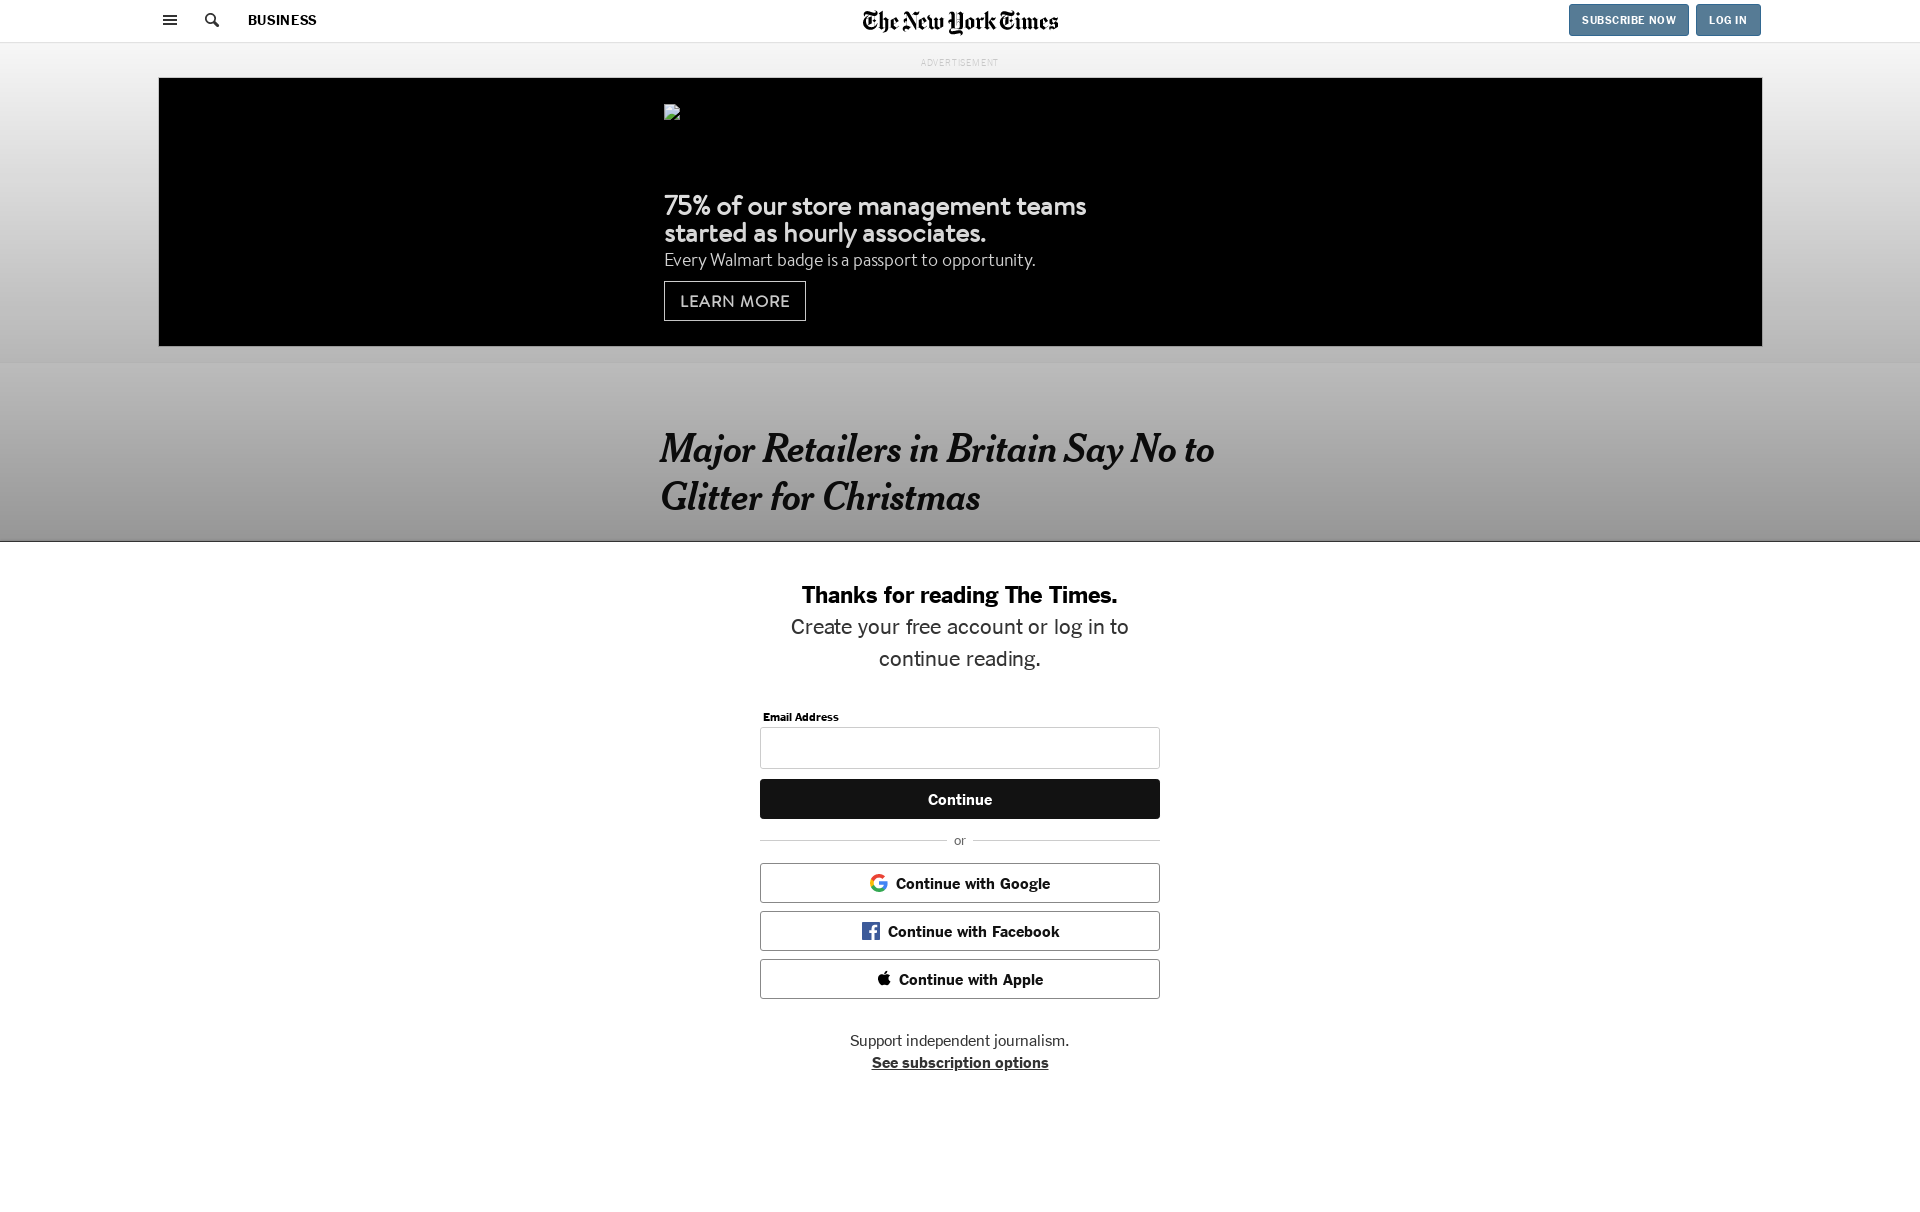 BUSINESS
The New York Times
SUBSCRIBE NOW
LOG IN
ADVERTISEMENT
75% of our store management teams
started as hourly associates.
Every Walmart badge is a passport to opportunity.
LEARN MORE
Major Retailers in Britain Say No to
Glitter for Christmas
Thanks for reading The Times.
Create your free account or log in to
continue reading.
Email Address
Continue
or
Continue with Google
Continue with Facebook
Continue with Apple
Support independent journalism.
See subscription options